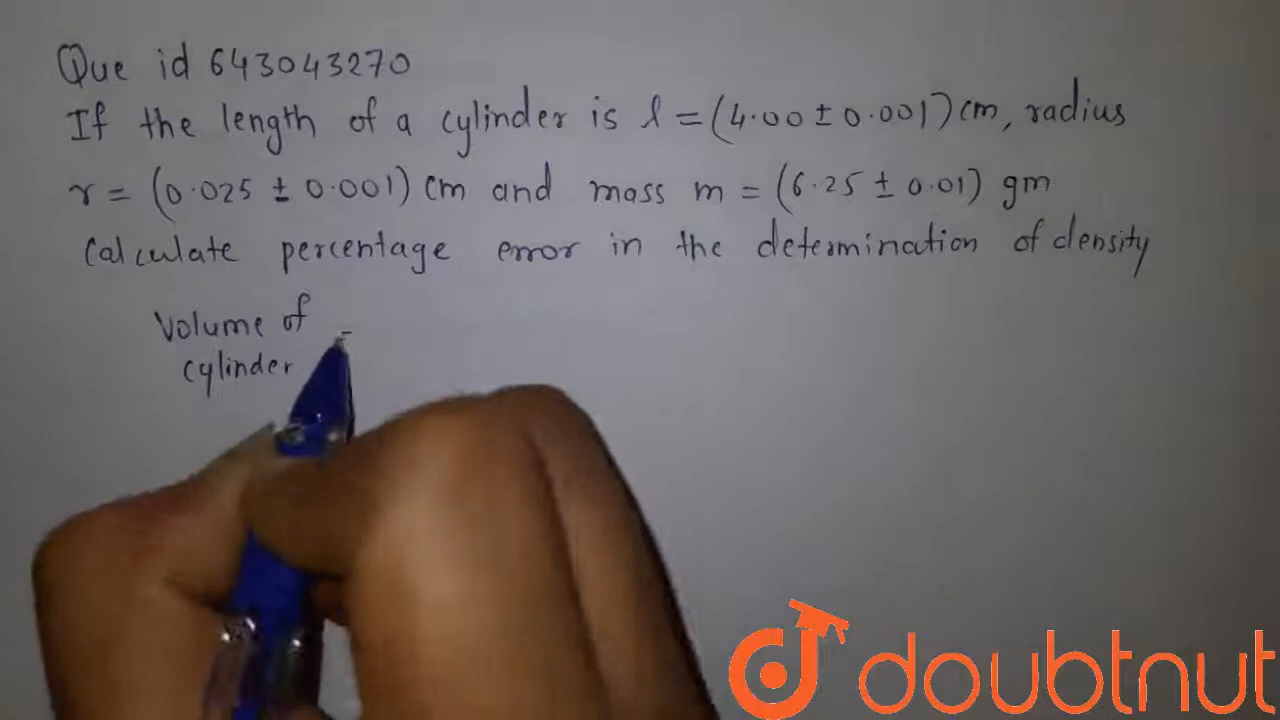 Que id 643043270
If the length of a cylinder is l = (4.00 ± 0.001) cm, radius
r = (0.025 ± 0.001) cm and mass m = (6.25 ± 0.01) gm
Calculate percentage error in the determination of density
Volume of
cylinder
doubtnut